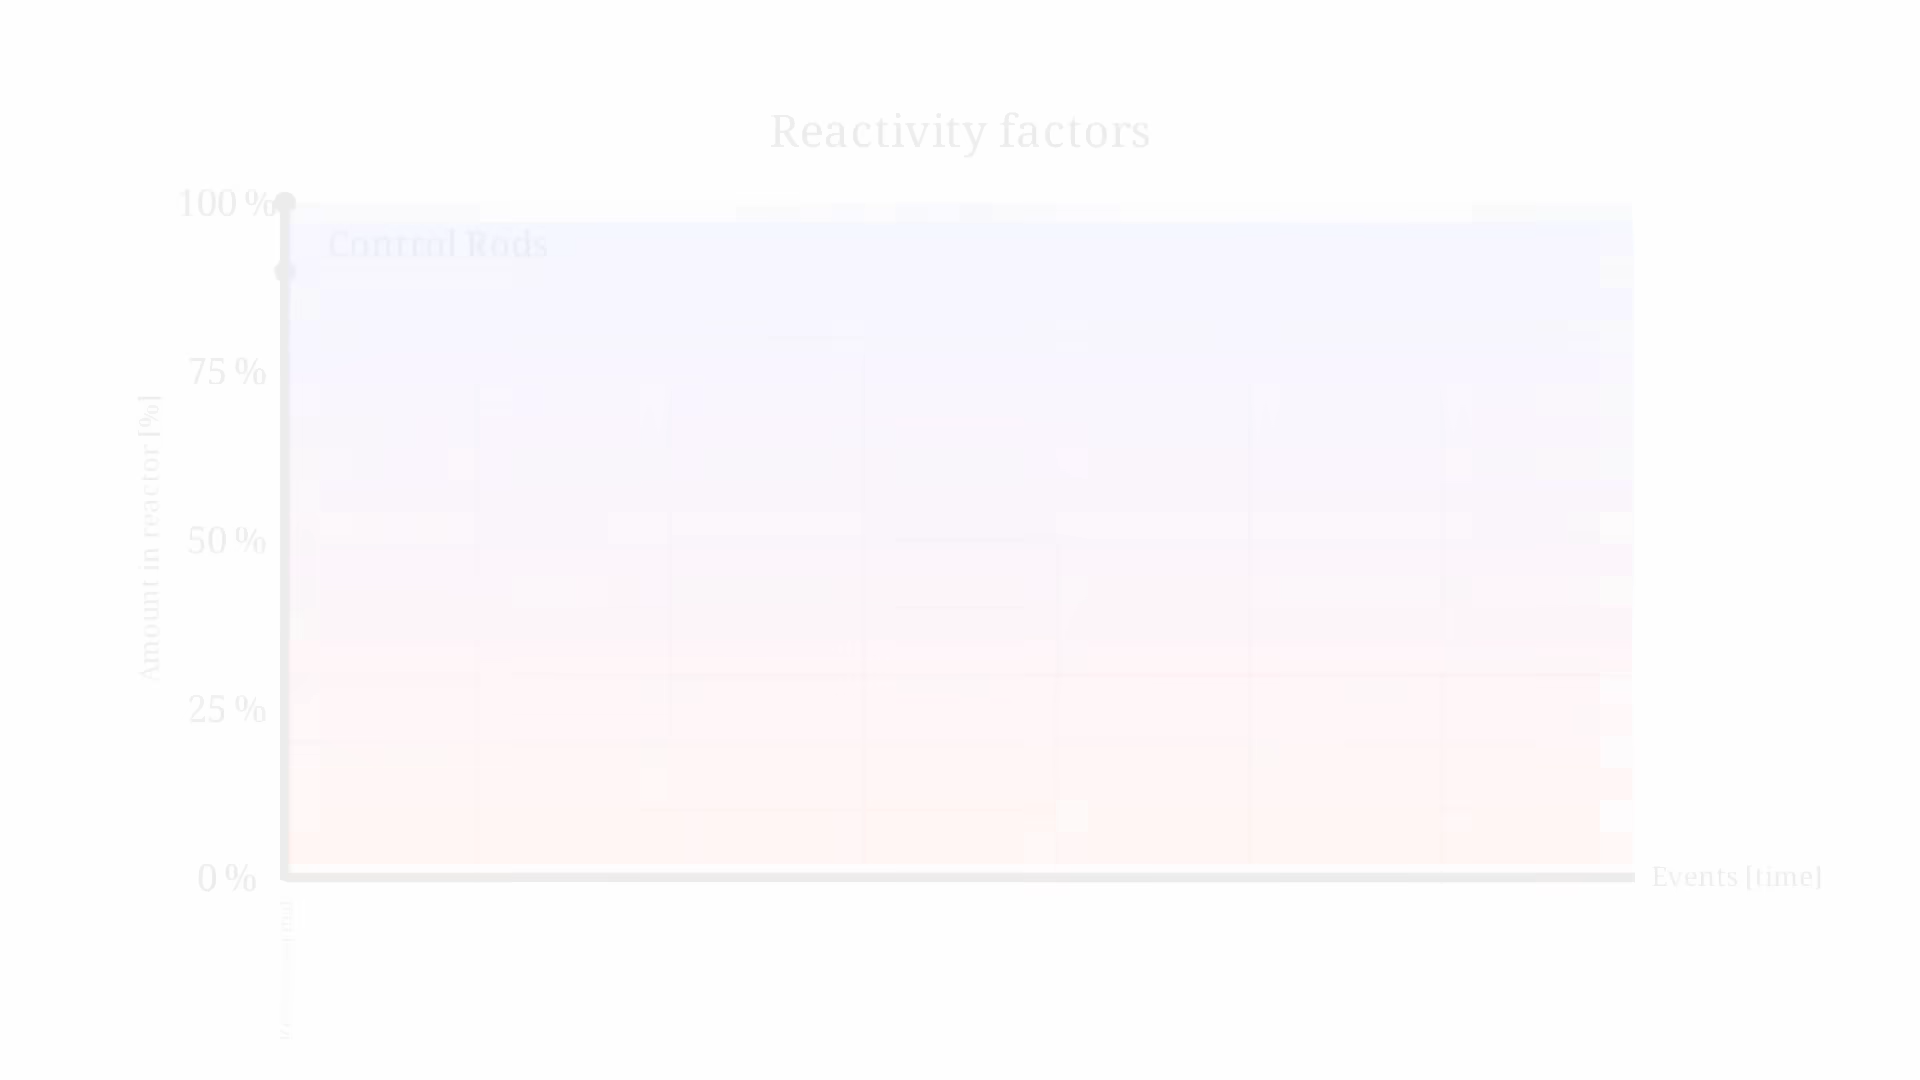 Reactivity factors
100 %
Control Rods
75 %
50 %
25 %
0 %
Amount in reactor [%]
Events [time]